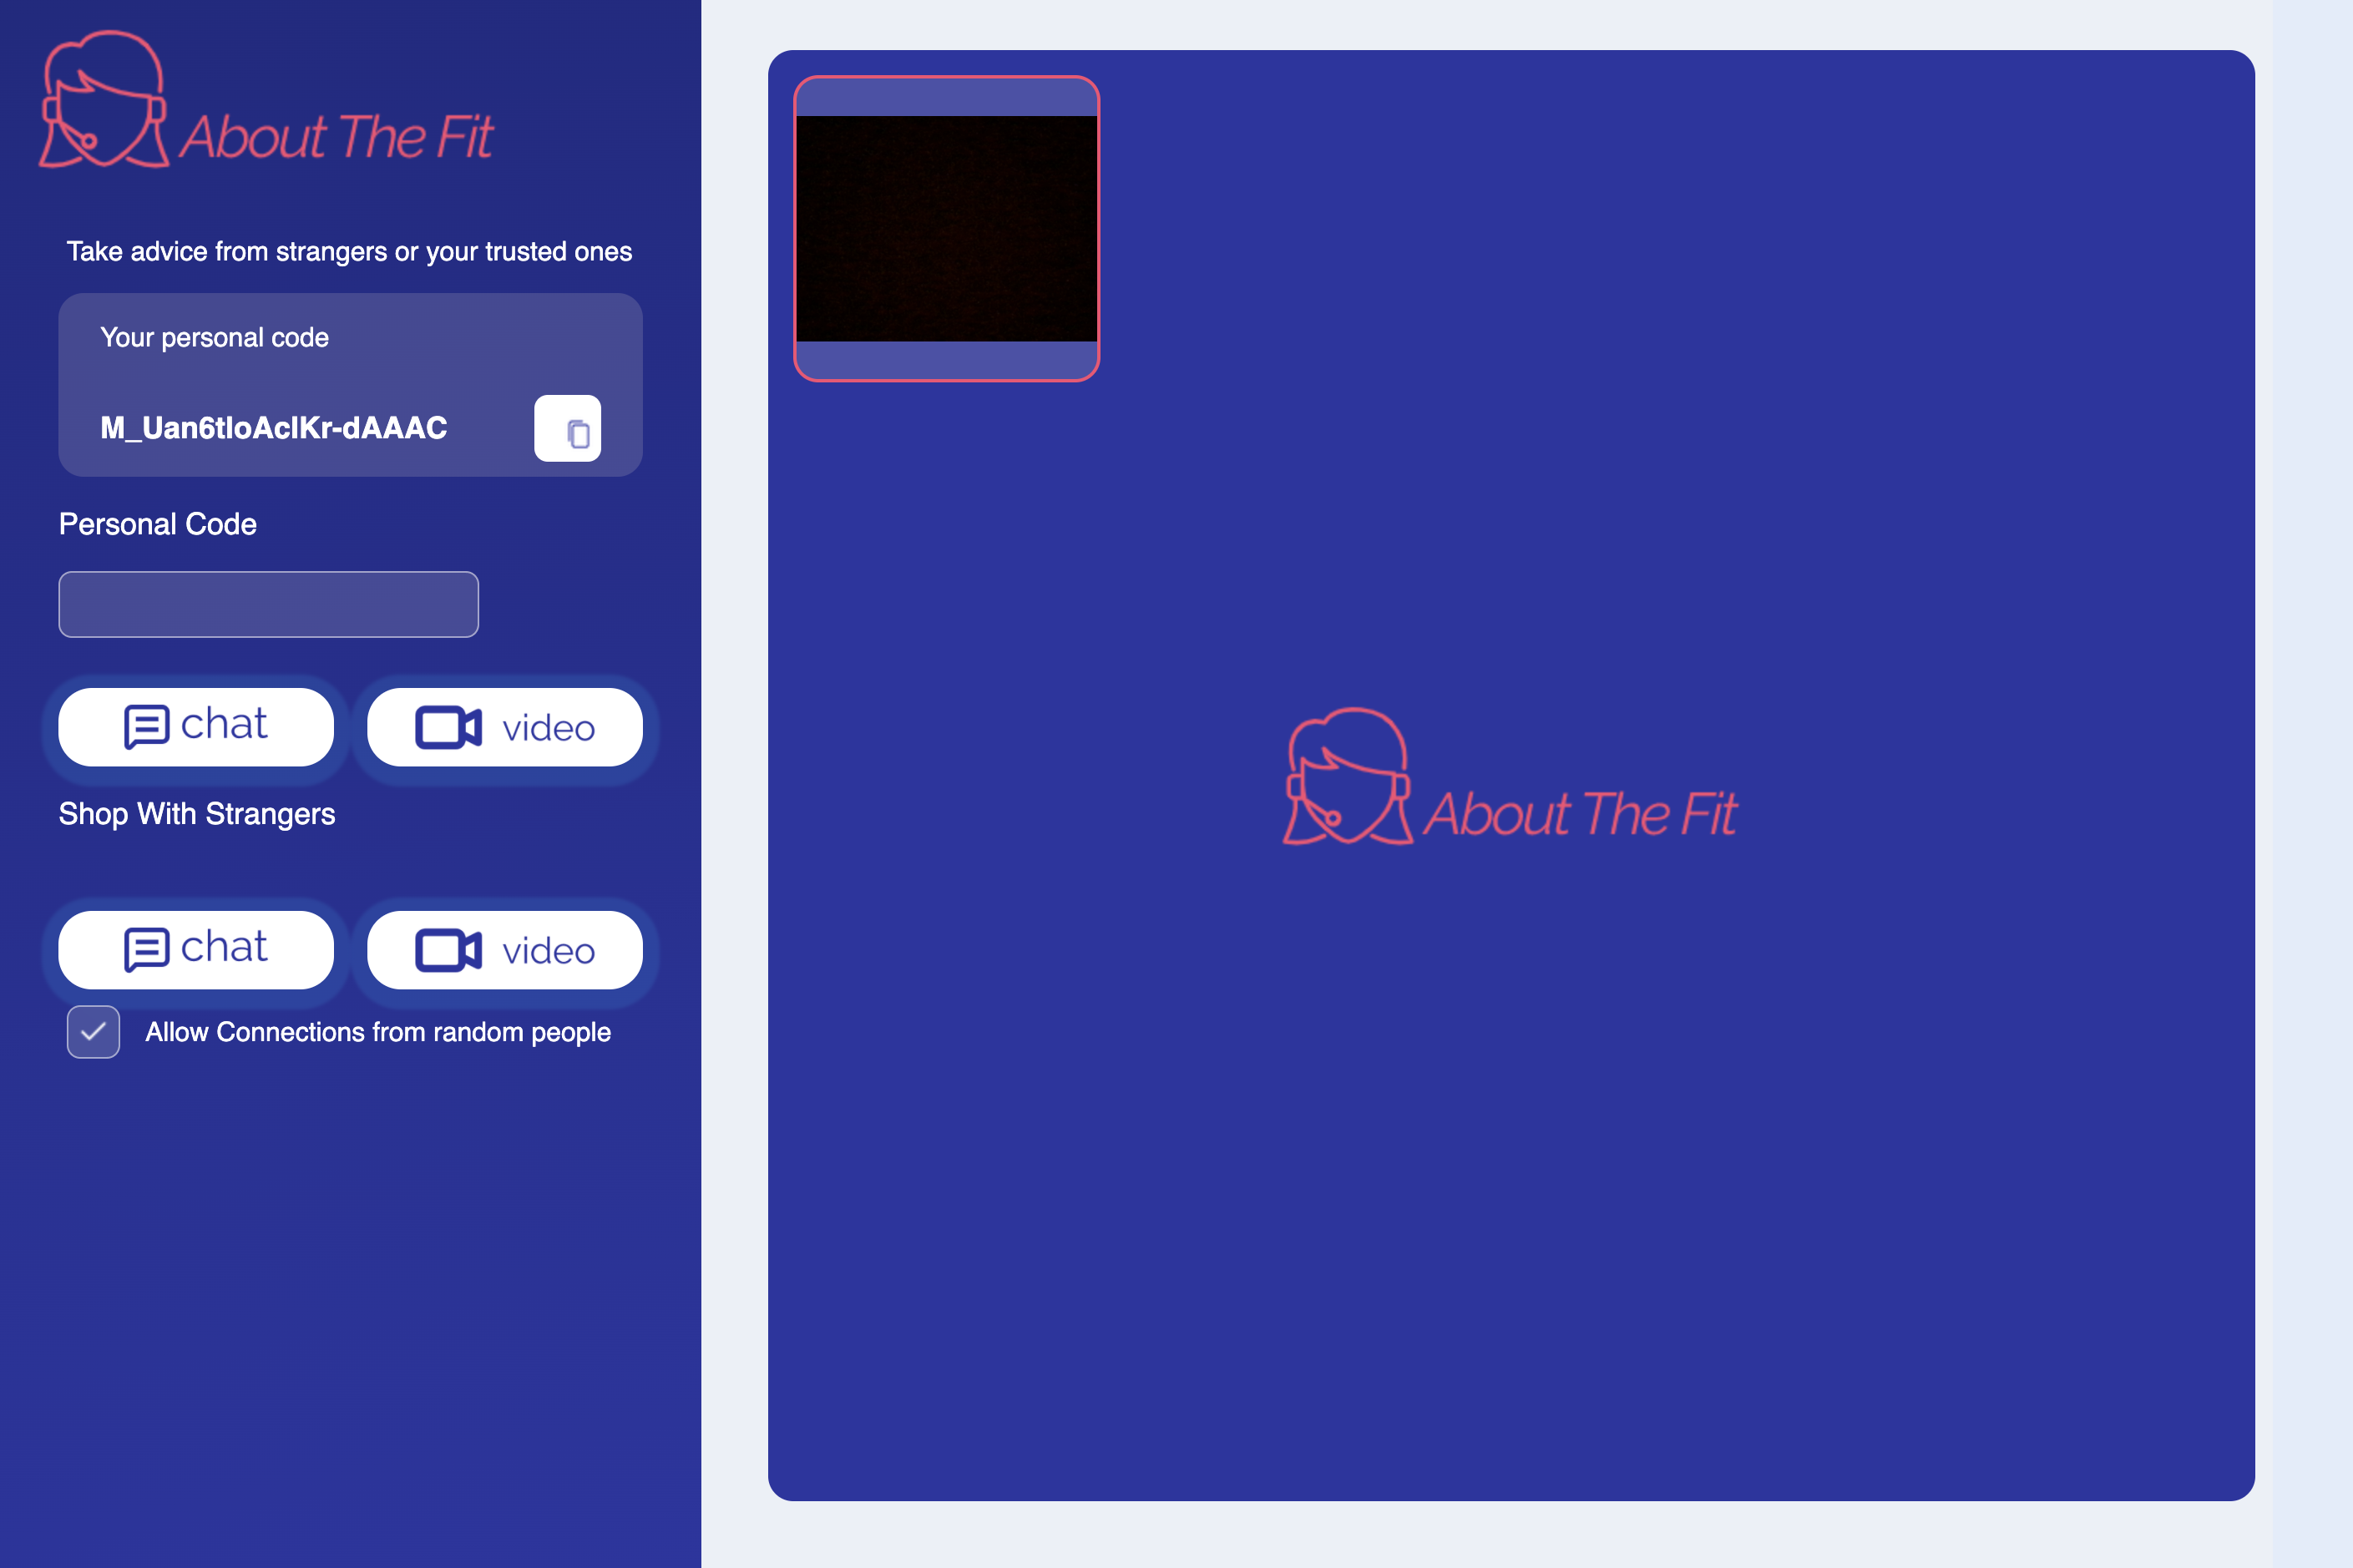 About The Fit
Take advice from strangers or your trusted ones
Your personal code
M_Uan6tIoAclKr-dAAAC
Personal Code
chat
video
Shop With Strangers
chat
video
Allow Connections from random people
About The Fit